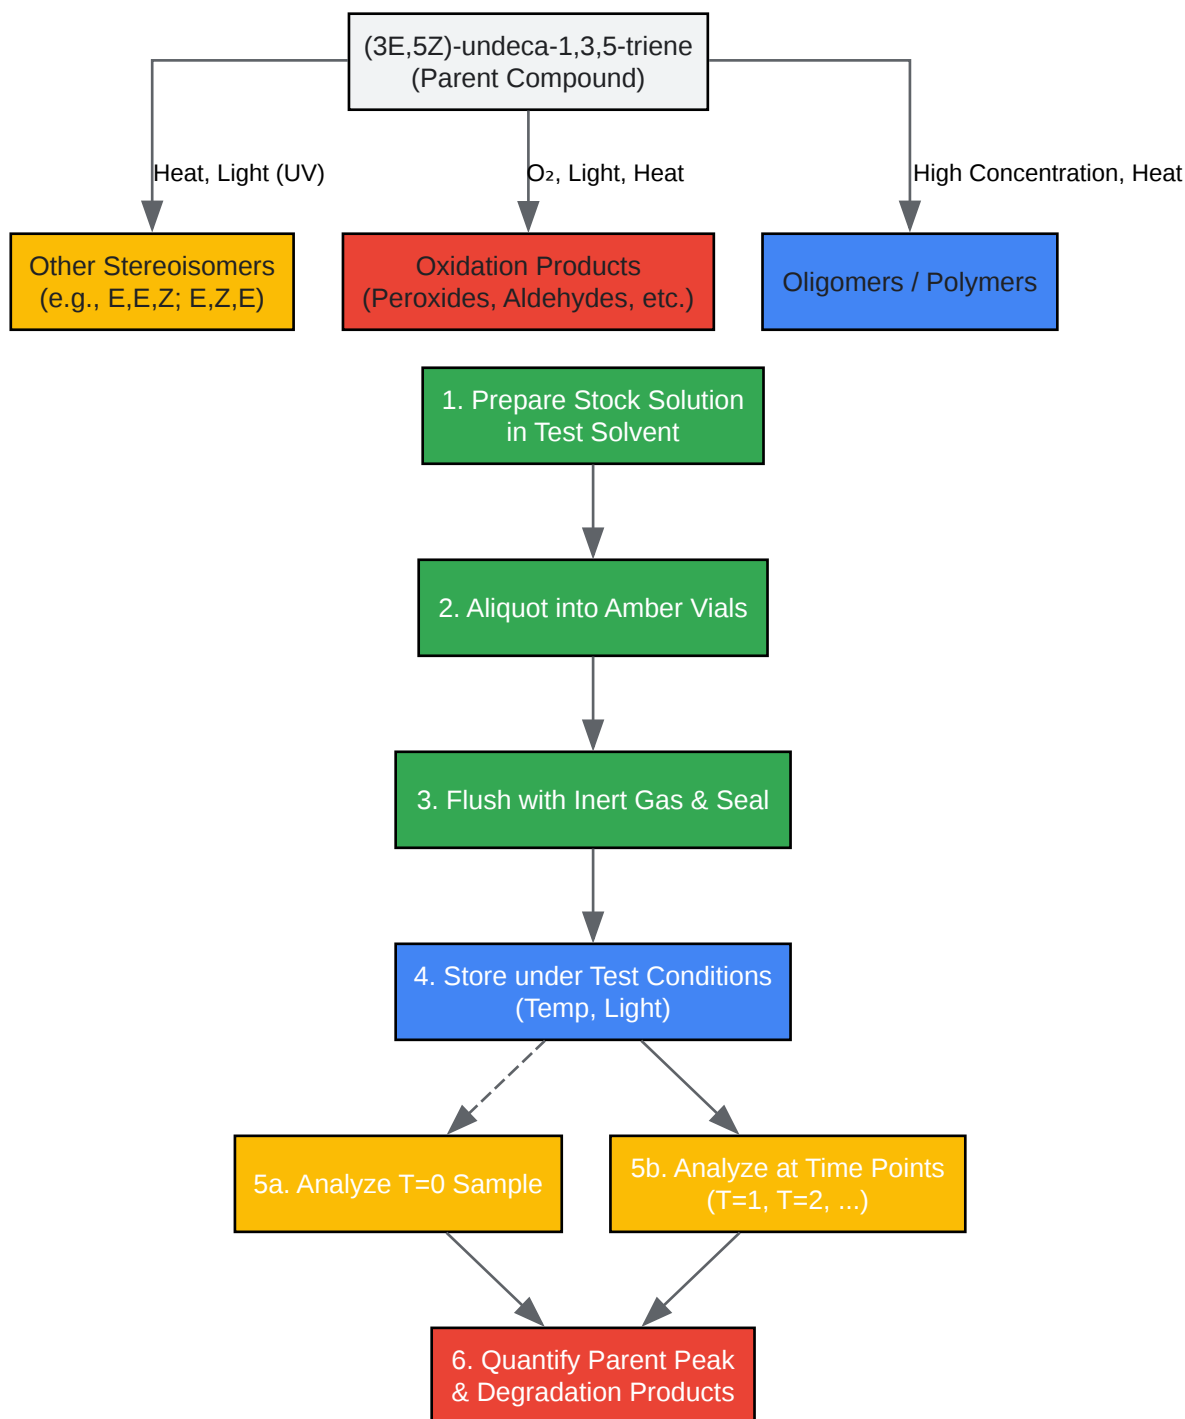 (3E,5Z)-undeca-1,3,5-triene
(Parent Compound)
Heat, Light (UV)
O₂, Light, Heat
High Concentration, Heat
Other Stereoisomers
(e.g., E,E,Z; E,Z,E)
Oxidation Products
(Peroxides, Aldehydes, etc.)
Oligomers / Polymers
1. Prepare Stock Solution
in Test Solvent
2. Aliquot into Amber Vials
3. Flush with Inert Gas & Seal
4. Store under Test Conditions
(Temp, Light)
5a. Analyze T=0 Sample
5b. Analyze at Time Points
(T=1, T=2, ...)
6. Quantify Parent Peak
& Degradation Products